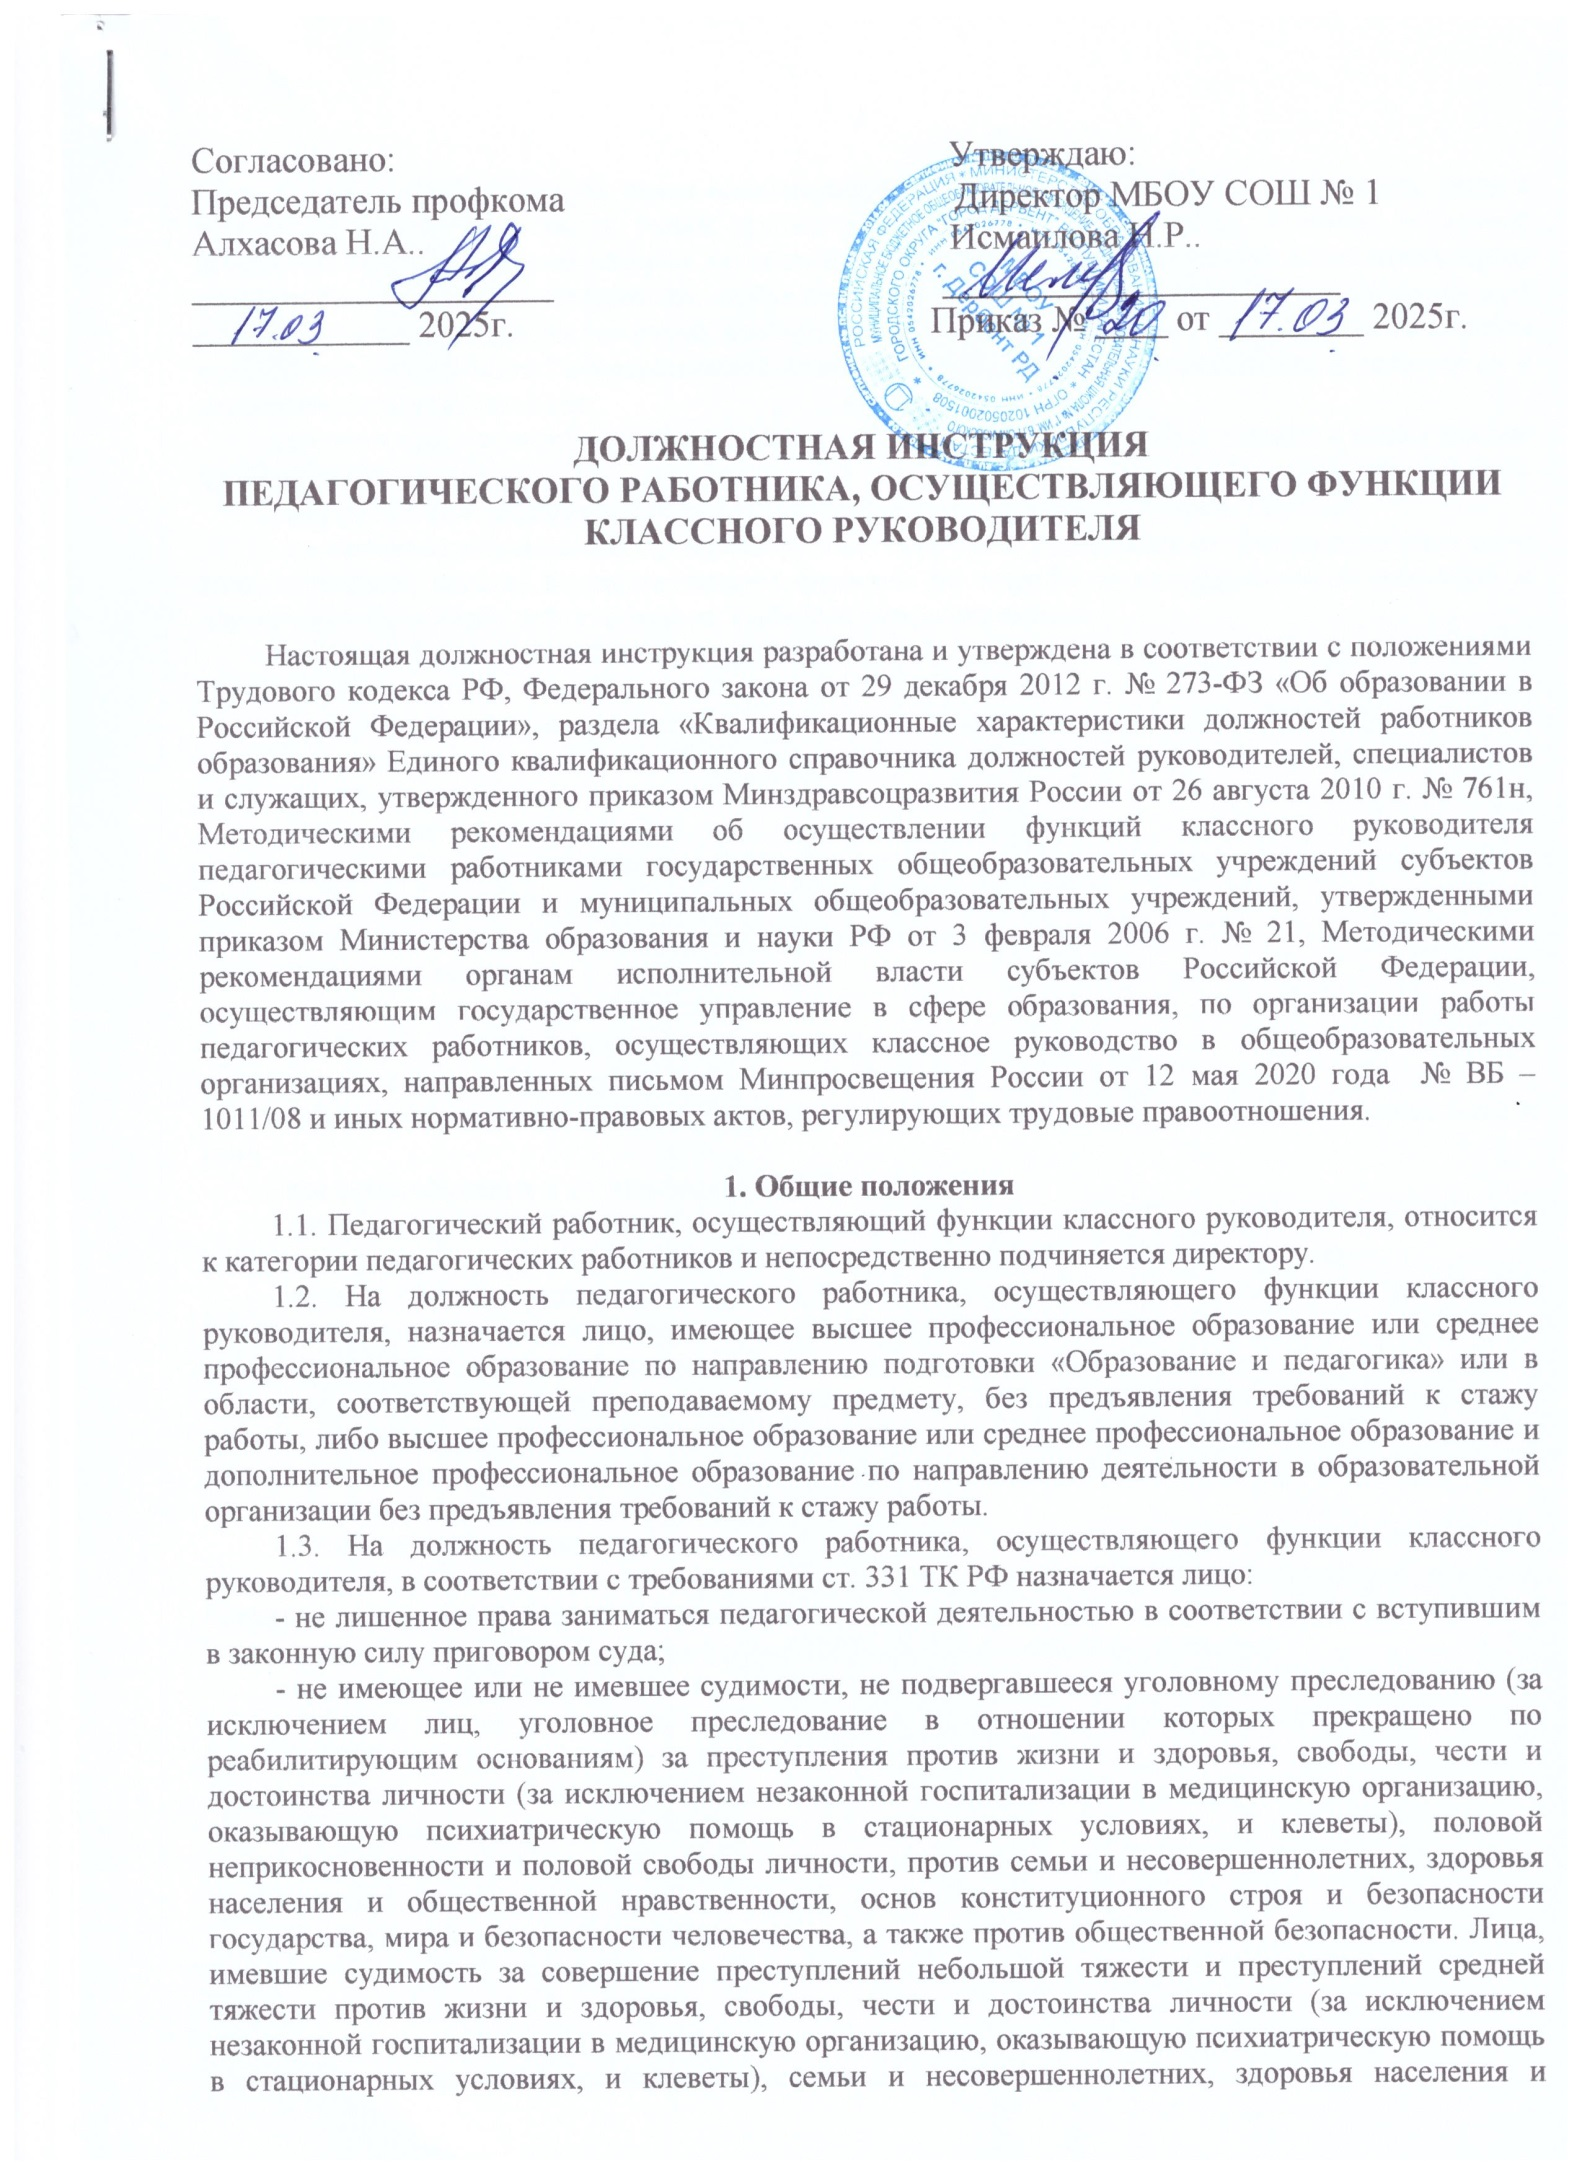 Согласовано:
Председатель профкома
Алхасова Н.А..
17.03 2025г.
Утверждаю:
Директор МБОУ СОШ № 1
Исмаилова Н.Р..
Приказ № 20 от 17.03 2025г.
МБОУ
СОШ № 1
г. Дербент РД
ДОЛЖНОСТНАЯ ИНСТРУКЦИЯ
ПЕДАГОГИЧЕСКОГО РАБОТНИКА, ОСУЩЕСТВЛЯЮЩЕГО ФУНКЦИИ
КЛАССНОГО РУКОВОДИТЕЛЯ
Настоящая должностная инструкция разработана и утверждена в соответствии с положениями
Трудового кодекса РФ, Федерального закона от 29 декабря 2012 г. № 273-ФЗ «Об образовании в
Российской Федерации», раздела «Квалификационные характеристики должностей работников
образования» Единого квалификационного справочника должностей руководителей, специалистов
и служащих, утвержденного приказом Минздравсоцразвития России от 26 августа 2010 г. № 761н,
Методическими рекомендациями об осуществлении функций классного руководителя
педагогическими работниками государственных общеобразовательных учреждений субъектов
Российской Федерации и муниципальных общеобразовательных учреждений, утвержденными
приказом Министерства образования и науки РФ от 3 февраля 2006 г. № 21, Методическими
рекомендациями органам исполнительной власти субъектов Российской Федерации,
осуществляющим государственное управление в сфере образования, по организации работы
педагогических работников, осуществляющих классное руководство в общеобразовательных
организациях, направленных письмом Минпросвещения России от 12 мая 2020 года № ВБ –
1011/08 и иных нормативно-правовых актов, регулирующих трудовые правоотношения.
1. Общие положения
1.1. Педагогический работник, осуществляющий функции классного руководителя, относится
к категории педагогических работников и непосредственно подчиняется директору.
1.2. На должность педагогического работника, осуществляющего функции классного
руководителя, назначается лицо, имеющее высшее профессиональное образование или среднее
профессиональное образование по направлению подготовки «Образование и педагогика» или в
области, соответствующей преподаваемому предмету, без предъявления требований к стажу
работы, либо высшее профессиональное образование или среднее профессиональное образование и
дополнительное профессиональное образование по направлению деятельности в образовательной
организации без предъявления требований к стажу работы.
1.3. На должность педагогического работника, осуществляющего функции классного
руководителя, в соответствии с требованиями ст. 331 ТК РФ назначается лицо:
- не лишенное права заниматься педагогической деятельностью в соответствии с вступившим
в законную силу приговором суда;
- не имеющее или не имевшее судимости, не подвергавшееся уголовному преследованию (за
исключением лиц, уголовное преследование в отношении которых прекращено по
реабилитирующим основаниям) за преступления против жизни и здоровья, свободы, чести и
достоинства личности (за исключением незаконной госпитализации в медицинскую организацию,
оказывающую психиатрическую помощь в стационарных условиях, и клеветы), половой
неприкосновенности и половой свободы личности, против семьи и несовершеннолетних, здоровья
населения и общественной нравственности, основ конституционного строя и безопасности
государства, мира и безопасности человечества, а также против общественной безопасности. Лица,
имевшие судимость за совершение преступлений небольшой тяжести и преступлений средней
тяжести против жизни и здоровья, свободы, чести и достоинства личности (за исключением
незаконной госпитализации в медицинскую организацию, оказывающую психиатрическую помощь
в стационарных условиях, и клеветы), семьи и несовершеннолетних, здоровья населения и